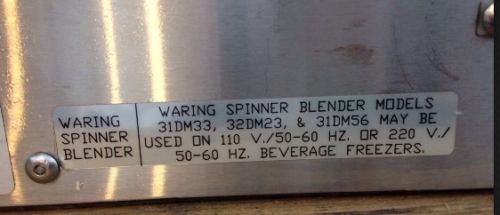 WARING
SPINNER
BLENDER
WARING SPINNER BLENDER MODELS
31DM33, 32DM23, & 31DM56 MAY BE
USED ON 110 V./50-60 HZ. OR 220 V./
50-60 HZ. BEVERAGE FREEZERS.